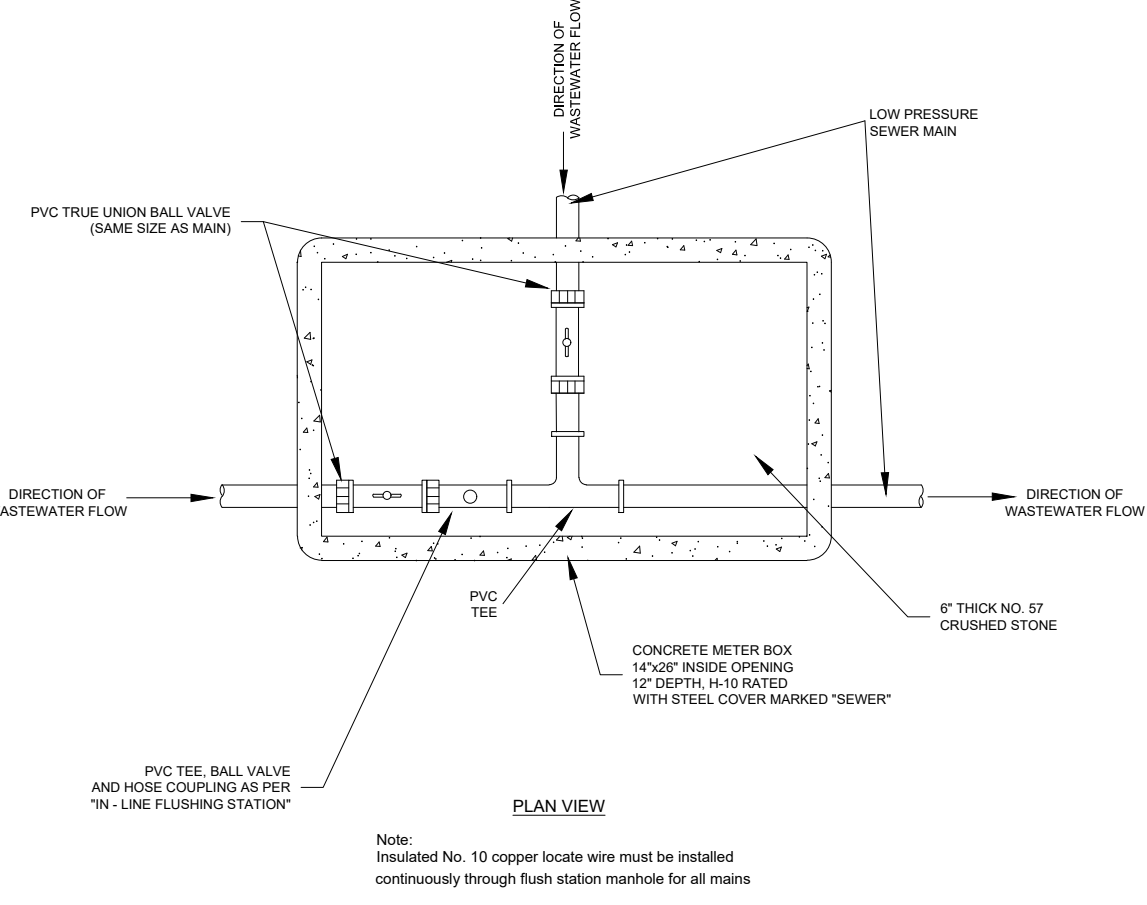 DIRECTION OF
WASTEWATER FLOW
LOW PRESSURE
SEWER MAIN
PVC TRUE UNION BALL VALVE
(SAME SIZE AS MAIN)
DIRECTION OF
ASTEWATER FLOW
DIRECTION OF
WASTEWATER FLOW
PVC
TEE
6" THICK NO. 57
CRUSHED STONE
CONCRETE METER BOX
14"x26" INSIDE OPENING
12" DEPTH, H-10 RATED
WITH STEEL COVER MARKED "SEWER"
PVC TEE, BALL VALVE
AND HOSE COUPLING AS PER
"IN - LINE FLUSHING STATION"
PLAN VIEW
Note:
Insulated No. 10 copper locate wire must be installed
continuously through flush station manhole for all mains